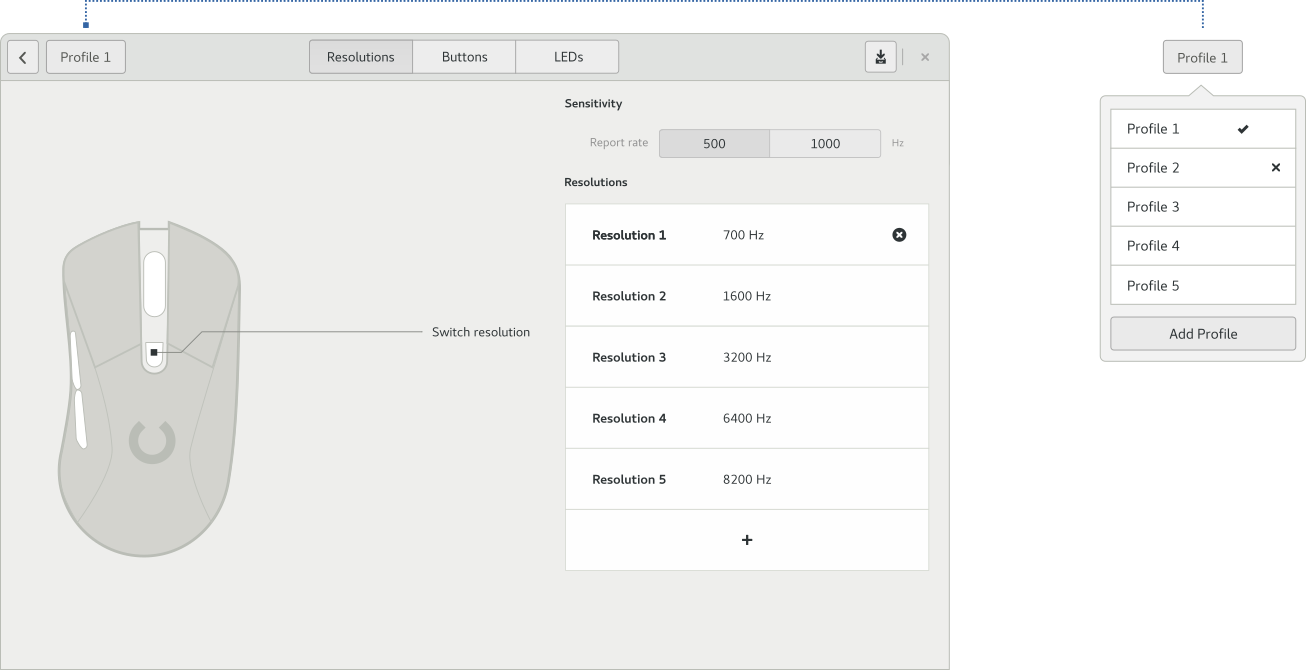 Profile 1
Resolutions
Buttons
LEDs
Sensitivity
Report rate 500 1000 Hz
Resolutions
Resolution 1 700 Hz
Resolution 2 1600 Hz
Resolution 3 3200 Hz
Resolution 4 6400 Hz
Resolution 5 8200 Hz
+
Switch resolution
Profile 1
Profile 1
Profile 2
Profile 3
Profile 4
Profile 5
Add Profile